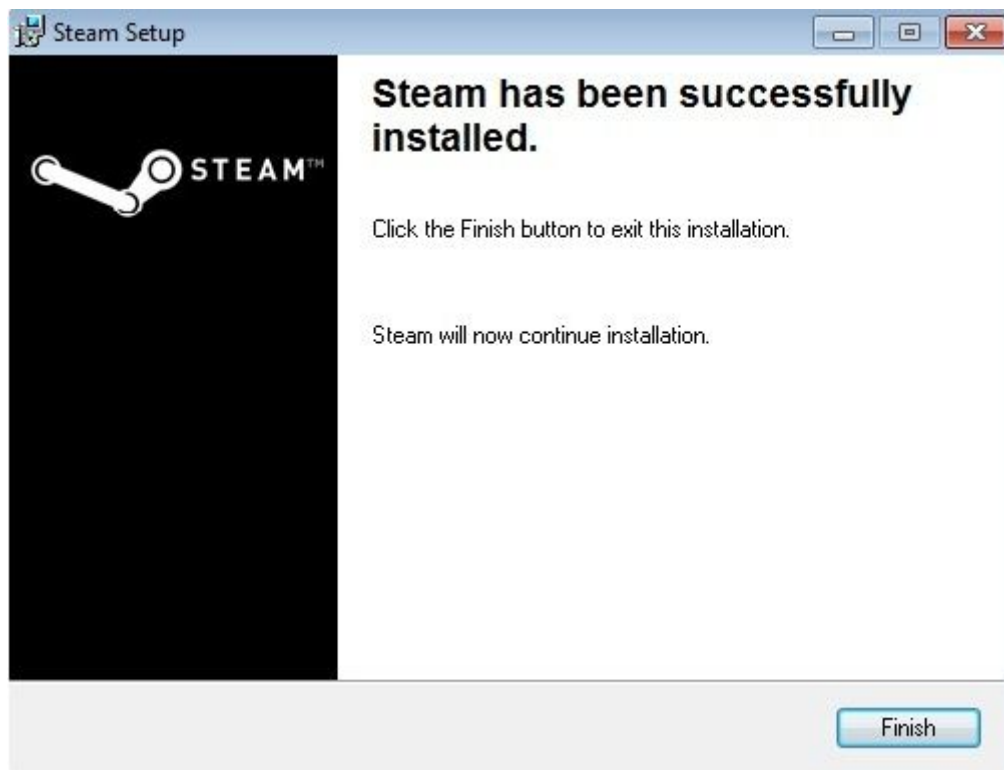 Steam Setup
STEAM™
Steam has been successfully
installed.
Click the Finish button to exit this installation.
Steam will now continue installation.
Finish